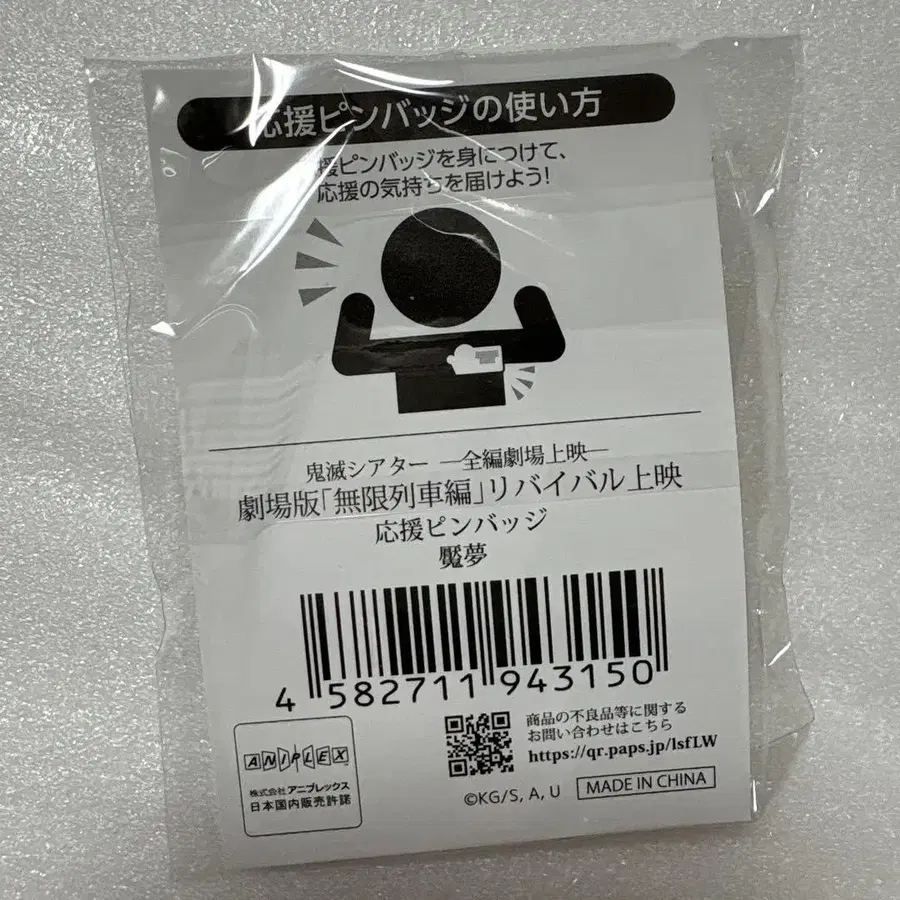 応援ピンバッジの使い方
援ピンバッジを身につけて、
応援の気持ちを届けよう!
鬼滅シアター ―全編劇場上映―
劇場版「無限列車編」リバイバル上映
応援ピンバッジ
魘夢
4 582711 943150
商品の不良品等に関する
お問い合わせはこちら
https://qr.paps.jp/lsfLW
ANIPLEX
株式会社アニプレックス
日本国内販売許諾
©KG/S, A, U
MADE IN CHINA